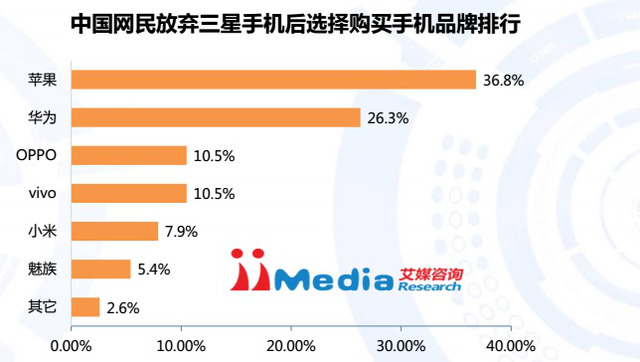 中国网民放弃三星手机后选择购买手机品牌排行
苹果 36.8%
华为 26.3%
OPPO 10.5%
vivo 10.5%
小米 7.9%
魅族 5.4%
其它 2.6%
iiMedia 艾媒咨询
Research
0.00% 10.00% 20.00% 30.00% 40.00%